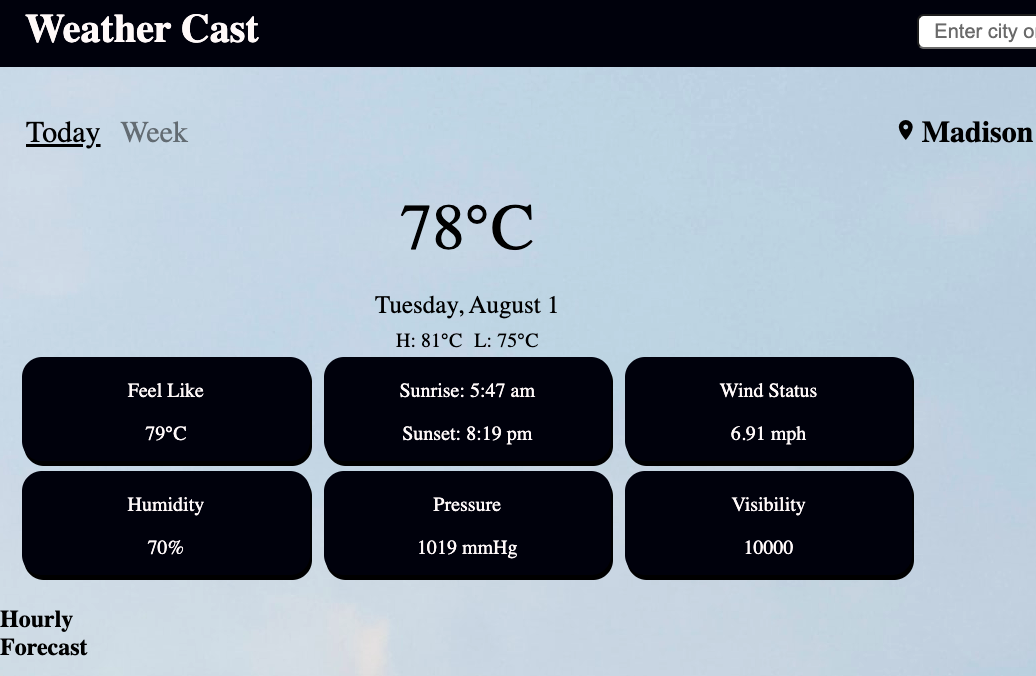 Weather Cast
Enter city o
Today Week
Madison
78°C
Tuesday, August 1
H: 81°C L: 75°C
Feel Like
79°C
Sunrise: 5:47 am
Sunset: 8:19 pm
Wind Status
6.91 mph
Humidity
70%
Pressure
1019 mmHg
Visibility
10000
Hourly
Forecast